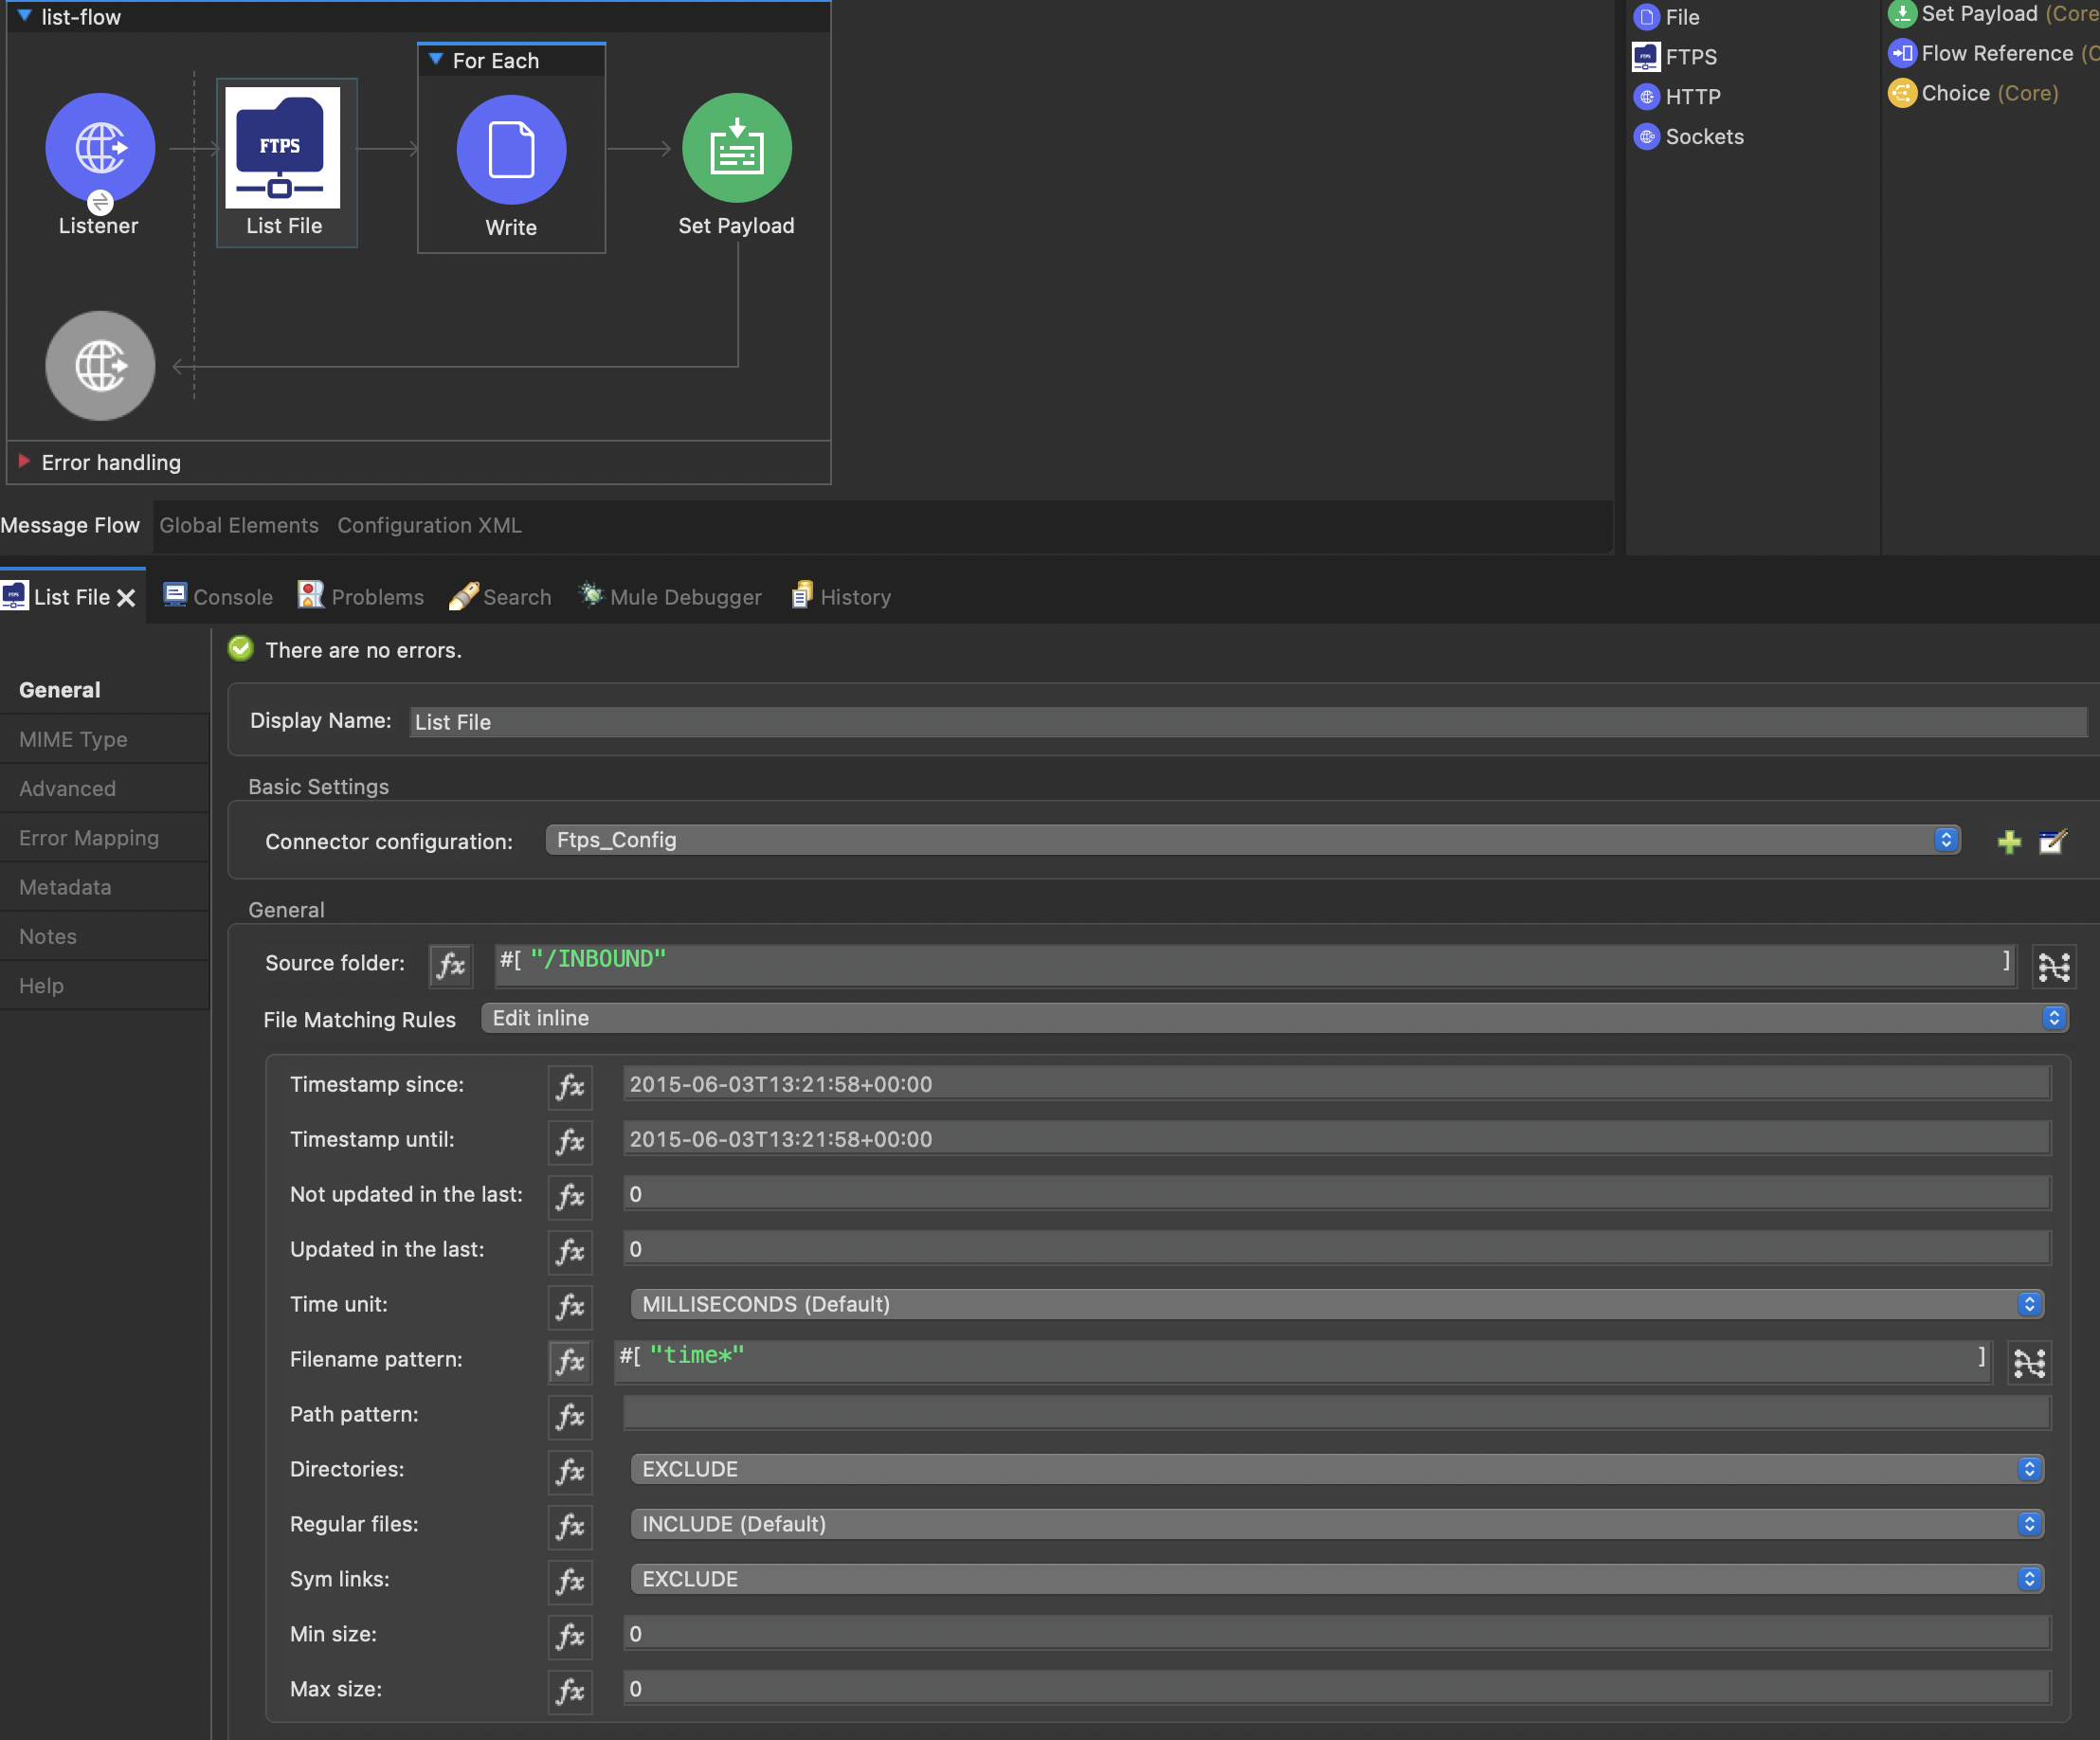 list-flow
For Each
FTPS
Listener
List File
Write
Set Payload
Error handling
File
FTPS
HTTP
Sockets
Set Payload (Core
Flow Reference (C
Choice (Core)
Message Flow
Global Elements
Configuration XML
List File
Console
Problems
Search
Mule Debugger
History
General
MIME Type
Advanced
Error Mapping
Metadata
Notes
Help
There are no errors.
Display Name: List File
Basic Settings
Connector configuration: Ftps_Config
General
Source folder: fx #[ "/INBOUND" ]
File Matching Rules Edit inline
Timestamp since: fx 2015-06-03T13:21:58+00:00
Timestamp until: fx 2015-06-03T13:21:58+00:00
Not updated in the last: fx 0
Updated in the last: fx 0
Time unit: fx MILLISECONDS (Default)
Filename pattern: fx #[ "time*" ]
Path pattern: fx
Directories: fx EXCLUDE
Regular files: fx INCLUDE (Default)
Sym links: fx EXCLUDE
Min size: fx 0
Max size: fx 0